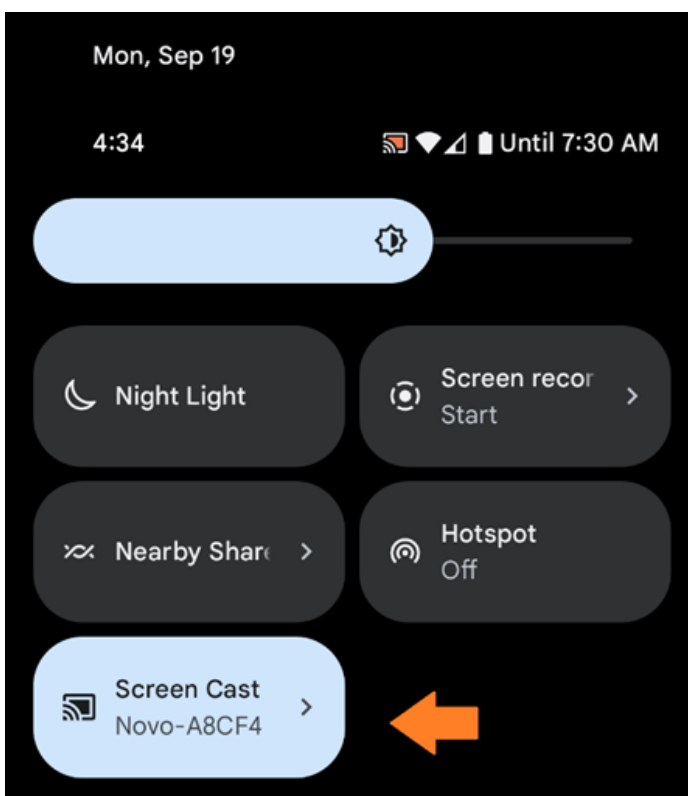 Mon, Sep 19
4:34
Until 7:30 AM
Night Light
Screen recor
Start
Nearby Share
Hotspot
Off
Screen Cast
Novo-A8CF4